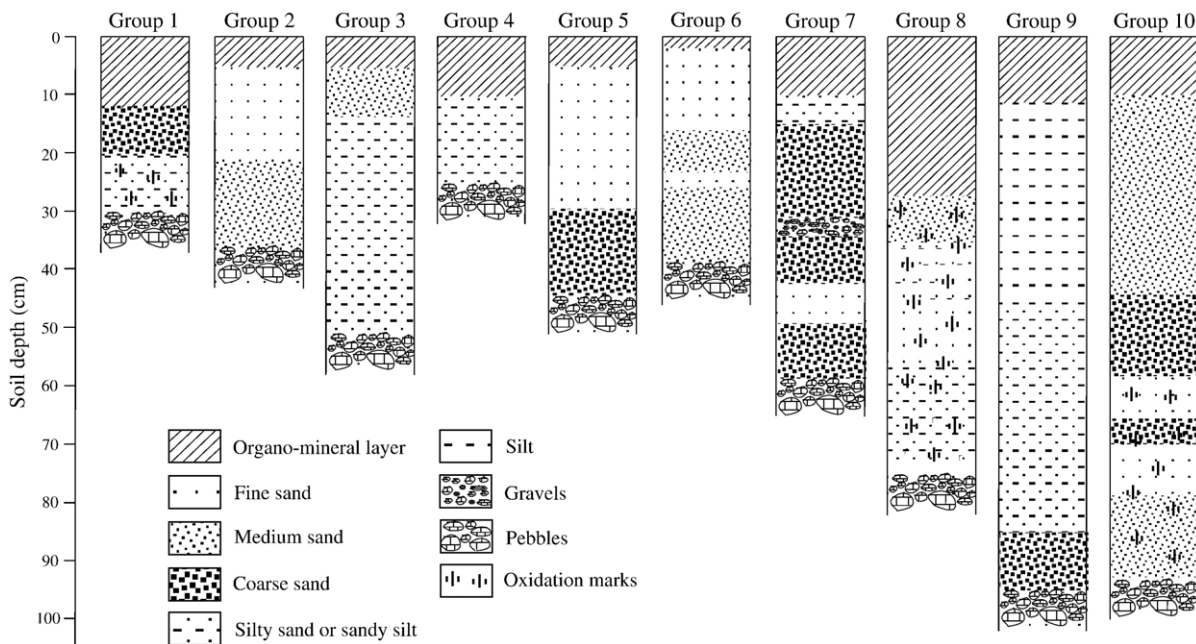 Group 1 Group 2 Group 3 Group 4 Group 5 Group 6 Group 7 Group 8 Group 9 Group 10
0
10
20
30
40
50
60
70
80
90
100
Soil depth (cm)
Organo-mineral layer
Fine sand
Medium sand
Coarse sand
Silty sand or sandy silt
Silt
Gravels
Pebbles
Oxidation marks